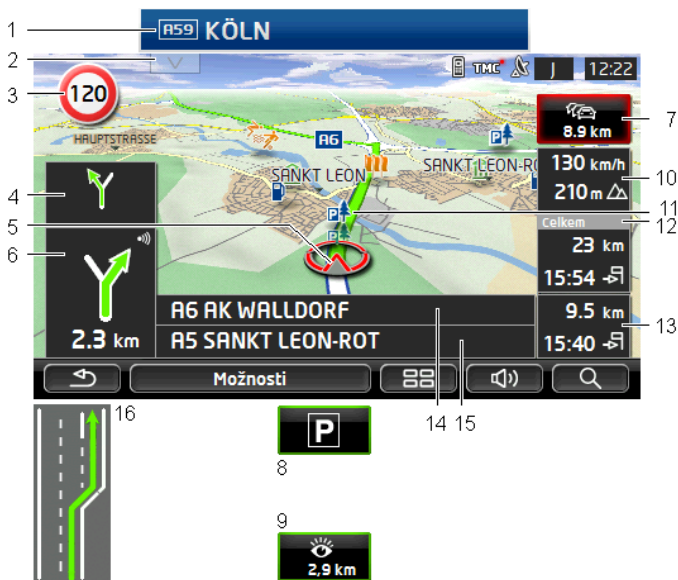 1 A59 KÖLN
2 TMC J 12:22
3 120
HAUPTSTRASSE
A6
8.9 km 7
SANKT LEON SANKT LEON-RO
130 km/h
210 m 10
4
11
Celkem 12
5
6
23 km
15:54
A6 AK WALLDORF 9.5 km
13
2.3 km A5 SANKT LEON-ROT 15:40
Možnosti
16 14 15
P
8
9
2,9 km